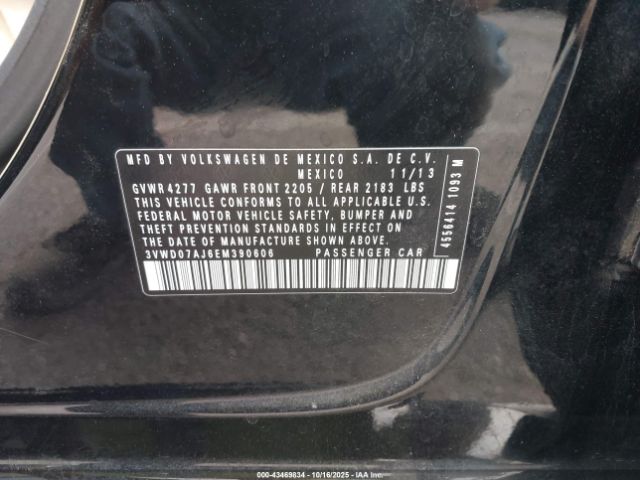 MFD BY VOLKSWAGEN DE MEXICO S.A. DE C.V.
MEXICO 11/13
GVWR 4277 GAWR FRONT 2205 / REAR 2183 LBS
THIS VEHICLE CONFORMS TO ALL APPLICABLE U.S.
FEDERAL MOTOR VEHICLE SAFETY, BUMPER AND
THEFT PREVENTION STANDARDS IN EFFECT ON THE
DATE OF MANUFACTURE SHOWN ABOVE.
3VWD07AJ6EM390606 PASSENGER CAR
4556414 1093 M
000-43469834 | 10/16/2025 | IAAI.COM